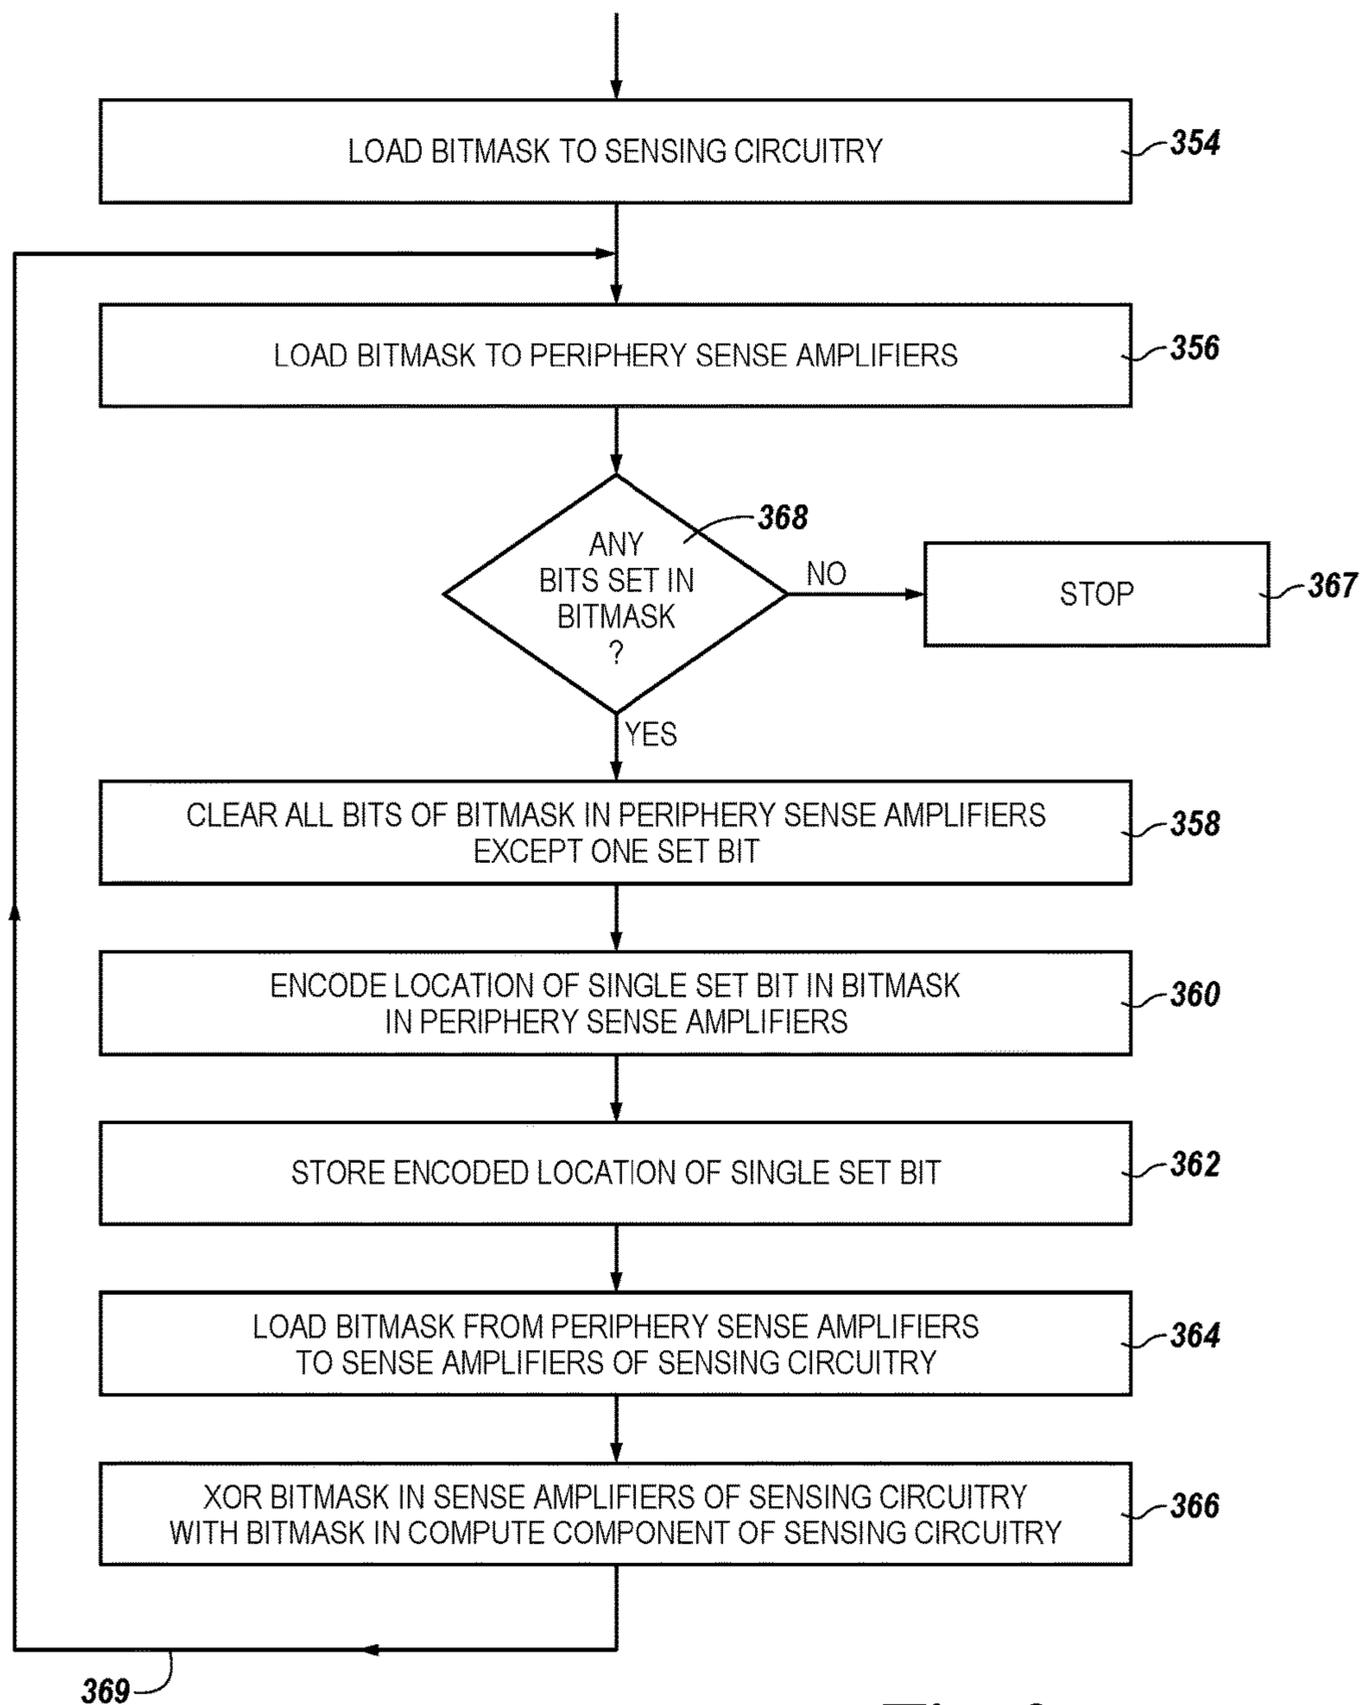 LOAD BITMASK TO SENSING CIRCUITRY
354
LOAD BITMASK TO PERIPHERY SENSE AMPLIFIERS
356
ANY
BITS SET IN
BITMASK
?
368
NO
STOP
367
YES
CLEAR ALL BITS OF BITMASK IN PERIPHERY SENSE AMPLIFIERS
EXCEPT ONE SET BIT
358
ENCODE LOCATION OF SINGLE SET BIT IN BITMASK
IN PERIPHERY SENSE AMPLIFIERS
360
STORE ENCODED LOCATION OF SINGLE SET BIT
362
LOAD BITMASK FROM PERIPHERY SENSE AMPLIFIERS
TO SENSE AMPLIFIERS OF SENSING CIRCUITRY
364
XOR BITMASK IN SENSE AMPLIFIERS OF SENSING CIRCUITRY
WITH BITMASK IN COMPUTE COMPONENT OF SENSING CIRCUITRY
366
369